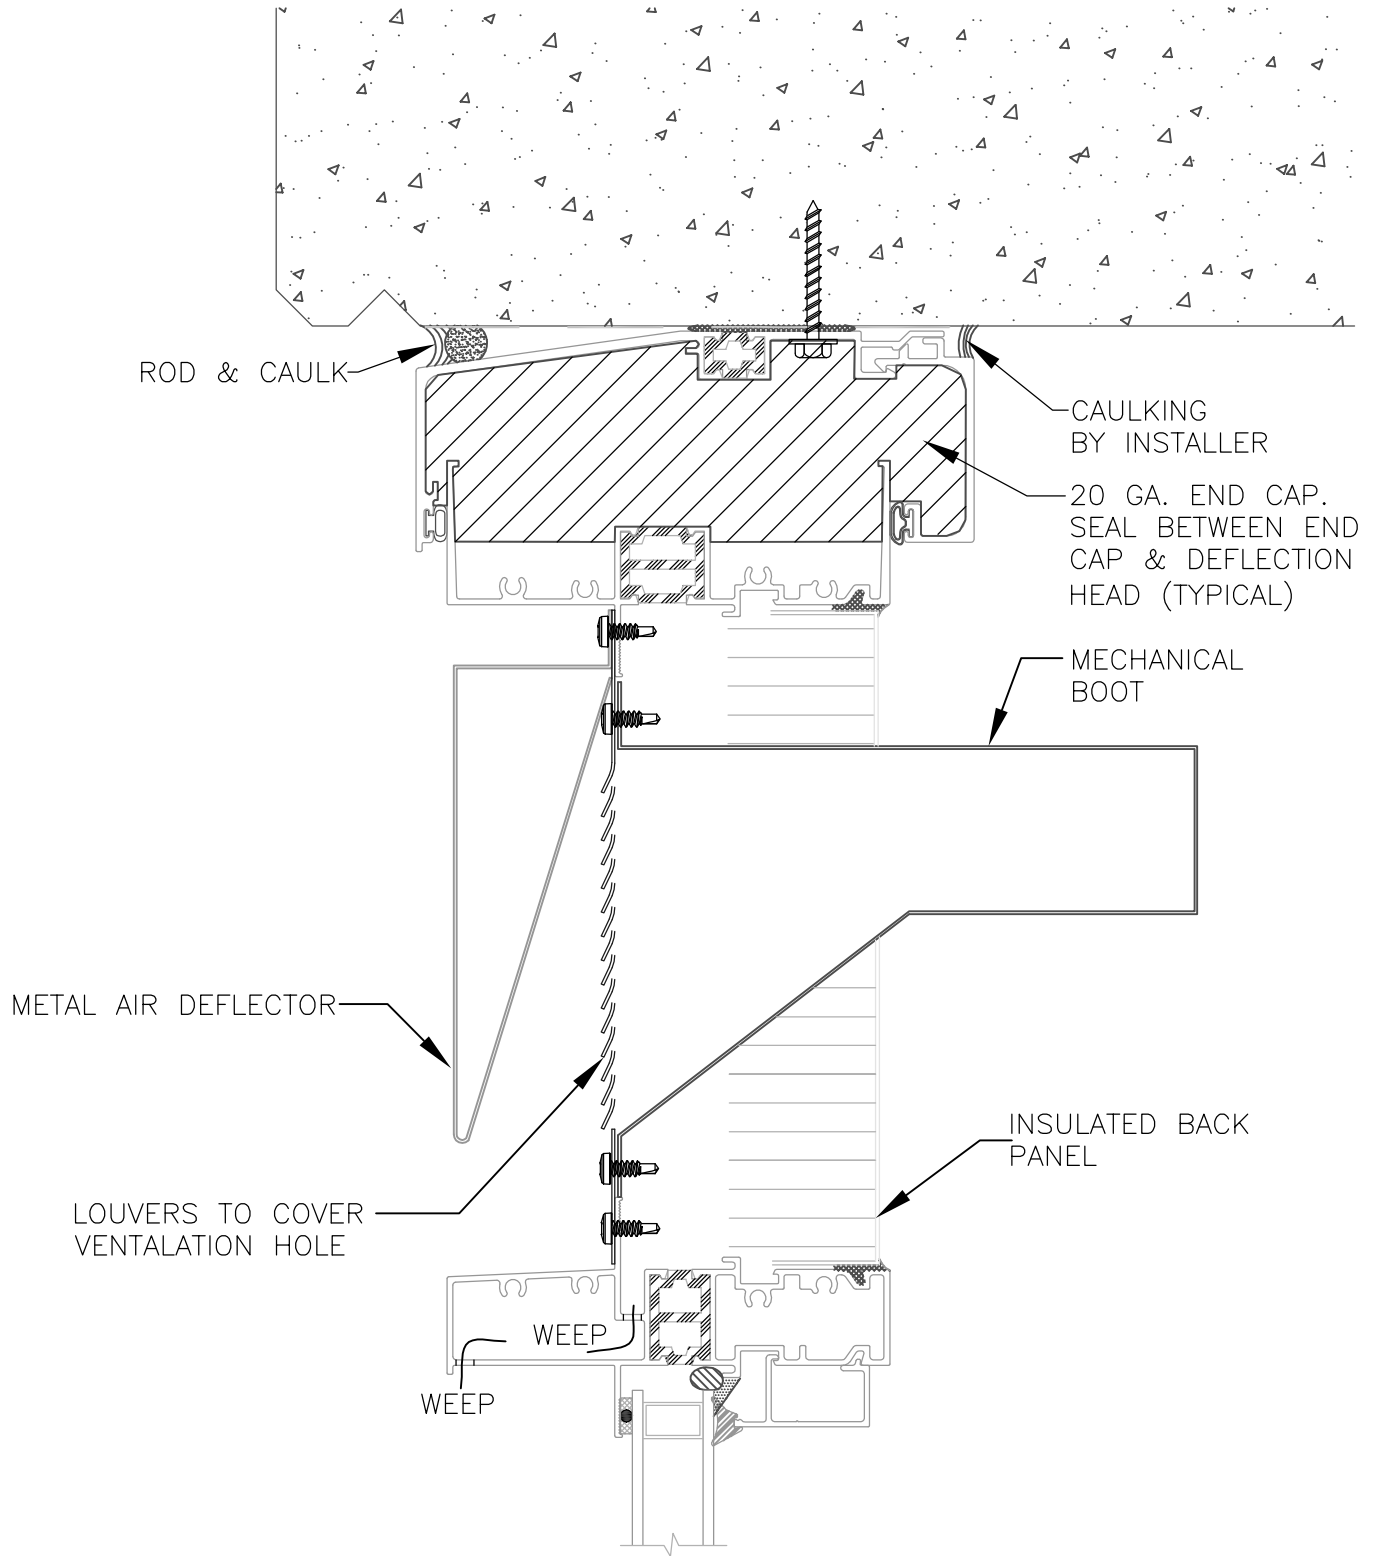 ROD & CAULK
CAULKING
BY INSTALLER
20 GA. END CAP.
SEAL BETWEEN END
CAP & DEFLECTION
HEAD (TYPICAL)
MECHANICAL
BOOT
METAL AIR DEFLECTOR
INSULATED BACK
PANEL
LOUVERS TO COVER
VENTALATION HOLE
WEEP
WEEP